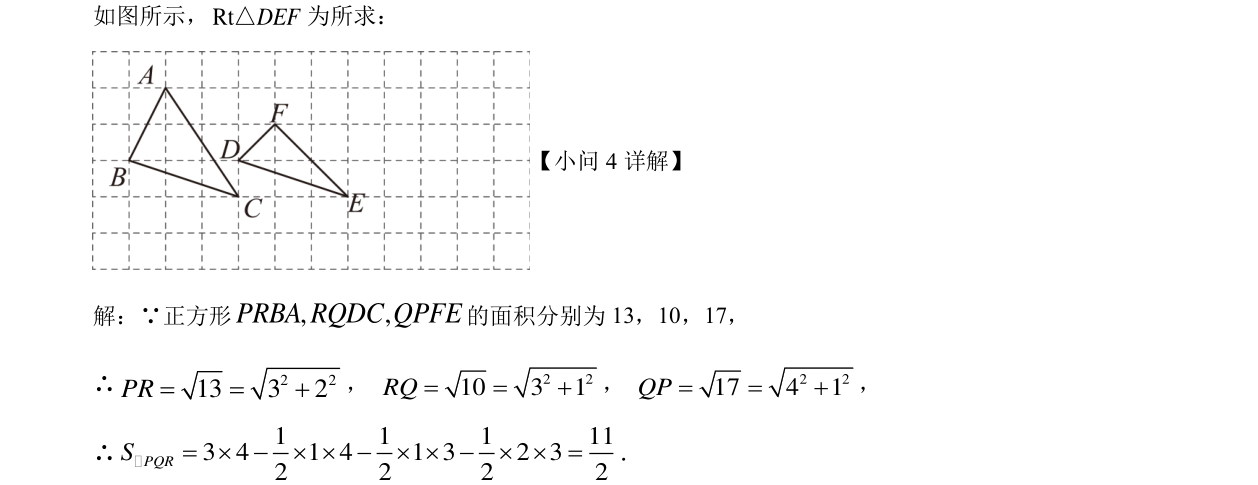 如图所示，Rt△DEF 为所求：
A
F
D
B
C
E
【小问 4 详解】
解：∵正方形 PRBA, RQDC, QPFE 的面积分别为 13，10，17，
∴ PR = √13 = √(3² + 2²)， RQ = √10 = √(3² + 1²)， QP = √17 = √(4² + 1²)，
∴ S▯PQR = 3×4 − 1/2 ×1×4 − 1/2 ×1×3 − 1/2 ×2×3 = 11/2 .